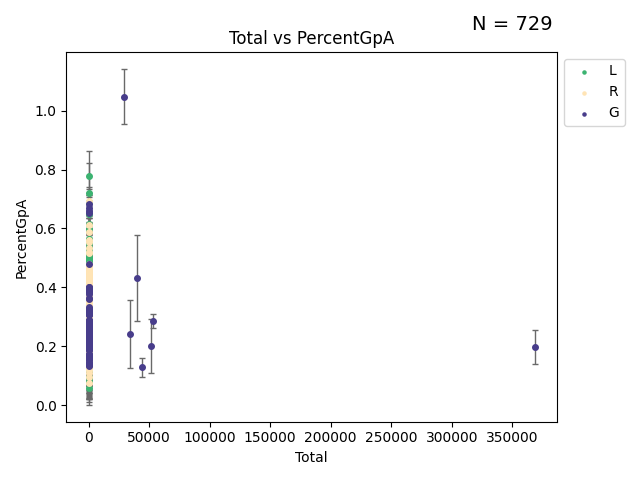 N = 729
Total vs PercentGpA
L
R
G
PercentGpA
1.0
0.8
0.6
0.4
0.2
0.0
0 50000 100000 150000 200000 250000 300000 350000
Total